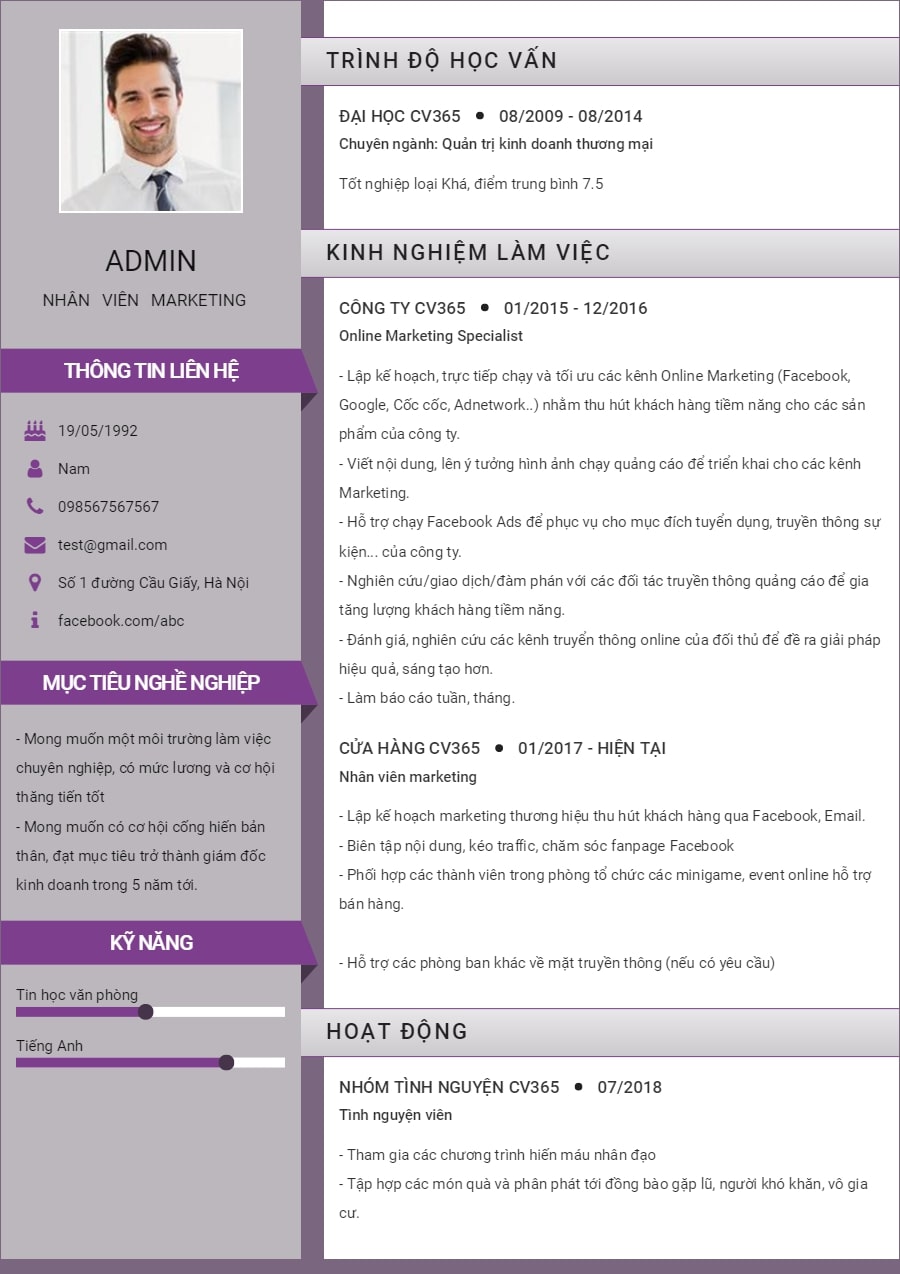 ADMIN
NHÂN VIÊN MARKETING
THÔNG TIN LIÊN HỆ
19/05/1992
Nam
098567567567
test@gmail.com
Số 1 đường Cầu Giấy, Hà Nội
facebook.com/abc
MỤC TIÊU NGHỀ NGHIỆP
- Mong muốn một môi trường làm việc
chuyên nghiệp, có mức lương và cơ hội
thăng tiến tốt
- Mong muốn có cơ hội cống hiến bản
thân, đạt mục tiêu trở thành giám đốc
kinh doanh trong 5 năm tới.
KỸ NĂNG
Tin học văn phòng
Tiếng Anh
TRÌNH ĐỘ HỌC VẤN
ĐẠI HỌC CV365 ● 08/2009 - 08/2014
Chuyên ngành: Quản trị kinh doanh thương mại
Tốt nghiệp loại Khá, điểm trung bình 7.5
KINH NGHIỆM LÀM VIỆC
CÔNG TY CV365 ● 01/2015 - 12/2016
Online Marketing Specialist
- Lập kế hoạch, trực tiếp chạy và tối ưu các kênh Online Marketing (Facebook,
Google, Cốc cốc, Adnetwork..) nhằm thu hút khách hàng tiềm năng cho các sản
phẩm của công ty.
- Viết nội dung, lên ý tưởng hình ảnh chạy quảng cáo để triển khai cho các kênh
Marketing.
- Hỗ trợ chạy Facebook Ads để phục vụ cho mục đích tuyển dụng, truyền thông sự
kiện... của công ty.
- Nghiên cứu/giao dịch/đàm phán với các đối tác truyền thông quảng cáo để gia
tăng lượng khách hàng tiềm năng.
- Đánh giá, nghiên cứu các kênh truyền thông online của đối thủ để đề ra giải pháp
hiệu quả, sáng tạo hơn.
- Làm báo cáo tuần, tháng.
CỬA HÀNG CV365 ● 01/2017 - HIỆN TẠI
Nhân viên marketing
- Lập kế hoạch marketing thương hiệu thu hút khách hàng qua Facebook, Email.
- Biên tập nội dung, kéo traffic, chăm sóc fanpage Facebook
- Phối hợp các thành viên trong phòng tổ chức các minigame, event online hỗ trợ
bán hàng.
- Hỗ trợ các phòng ban khác về mặt truyền thông (nếu có yêu cầu)
HOẠT ĐỘNG
NHÓM TÌNH NGUYỆN CV365 ● 07/2018
Tình nguyện viên
- Tham gia các chương trình hiến máu nhân đạo
- Tập hợp các món quà và phân phát tới đồng bào gặp lũ, người khó khăn, vô gia
cư.